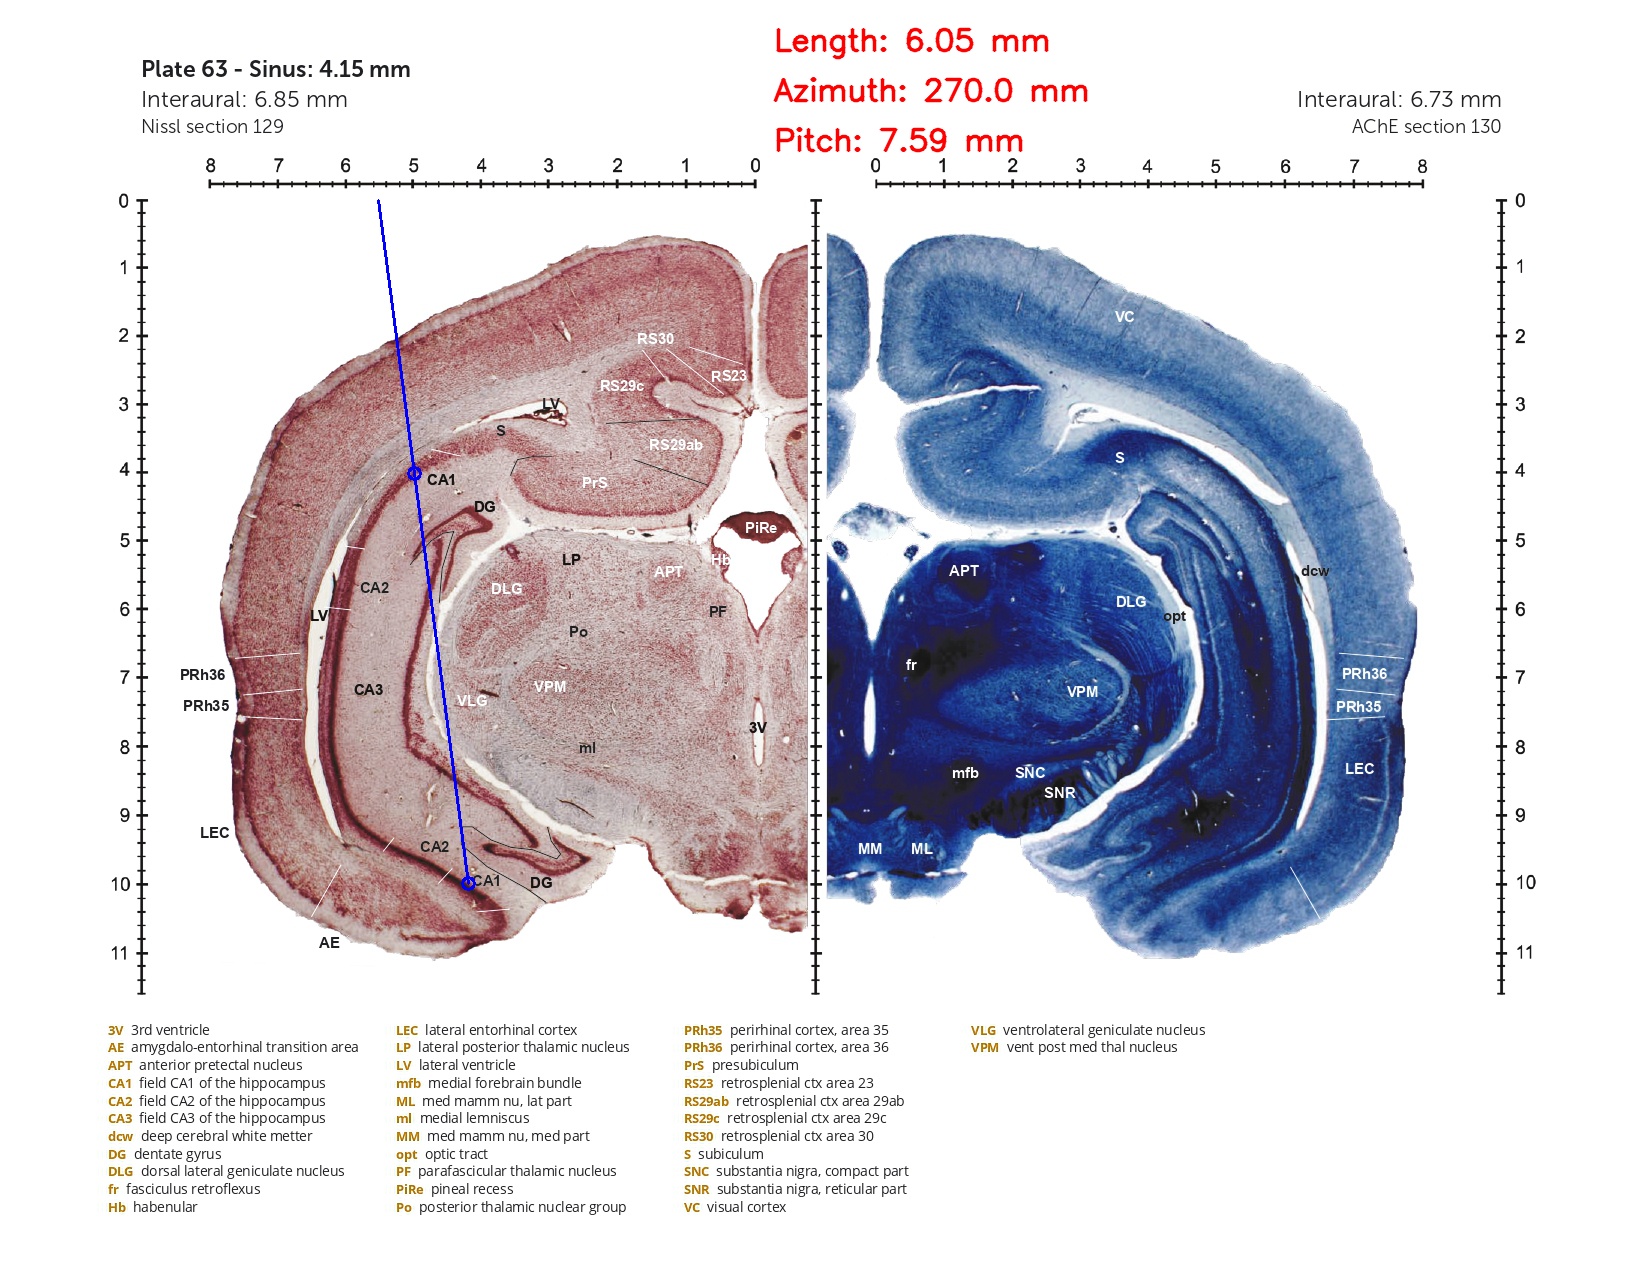 Length: 6.05 mm
Plate 63 - Sinus: 4.15 mm
Azimuth: 270.0 mm
Interaural: 6.85 mm
Interaural: 6.73 mm
Nissl section 129
AChE section 130
Pitch: 7.59 mm
8 7 6 5 4 3 2 1 0
0 1 2 3 4 5 6 7 8
0
1
2
3
4
5
6
7
8
9
10
11
RS30
RS23
RS29c
LV
S
RS29ab
CA1
PrS
DG
PiRe
LP
Hb
APT
DLG
CA2
PF
LV
Po
PRh36
CA3
VPM
VLG
PRh35
3V
ml
LEC
CA2
CA1
DG
AE
VC
S
APT
dcw
DLG
opt
fr
PRh36
VPM
PRh35
mfb
SNC
LEC
SNR
MM
ML
0
1
2
3
4
5
6
7
8
9
10
11
3V 3rd ventricle
AE amygdalo-entorhinal transition area
APT anterior pretectal nucleus
CA1 field CA1 of the hippocampus
CA2 field CA2 of the hippocampus
CA3 field CA3 of the hippocampus
dcw deep cerebral white metter
DG dentate gyrus
DLG dorsal lateral geniculate nucleus
fr fasciculus retroflexus
Hb habenular
LEC lateral entorhinal cortex
LP lateral posterior thalamic nucleus
LV lateral ventricle
mfb medial forebrain bundle
ML med mamm nu, lat part
ml medial lemniscus
MM med mamm nu, med part
opt optic tract
PF parafascicular thalamic nucleus
PiRe pineal recess
Po posterior thalamic nuclear group
PRh35 perirhinal cortex, area 35
PRh36 perirhinal cortex, area 36
PrS presubiculum
RS23 retrosplenial ctx area 23
RS29ab retrosplenial ctx area 29ab
RS29c retrosplenial ctx area 29c
RS30 retrosplenial ctx area 30
S subiculum
SNC substantia nigra, compact part
SNR substantia nigra, reticular part
VC visual cortex
VLG ventrolateral geniculate nucleus
VPM vent post med thal nucleus